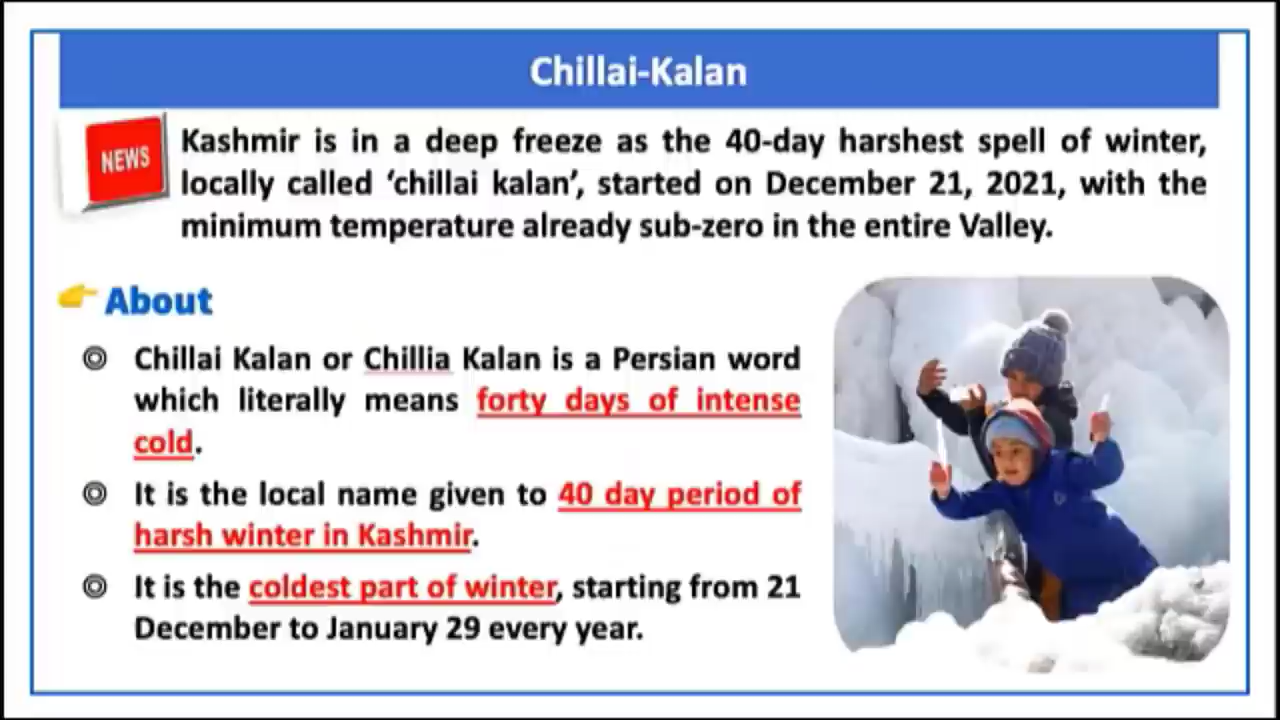 Chillai-Kalan
NEWS
Kashmir is in a deep freeze as the 40-day harshest spell of winter,
locally called ‘chillai kalan’, started on December 21, 2021, with the
minimum temperature already sub-zero in the entire Valley.
About
Chillai Kalan or Chillia Kalan is a Persian word
which literally means forty days of intense
cold.
It is the local name given to 40 day period of
harsh winter in Kashmir.
It is the coldest part of winter, starting from 21
December to January 29 every year.